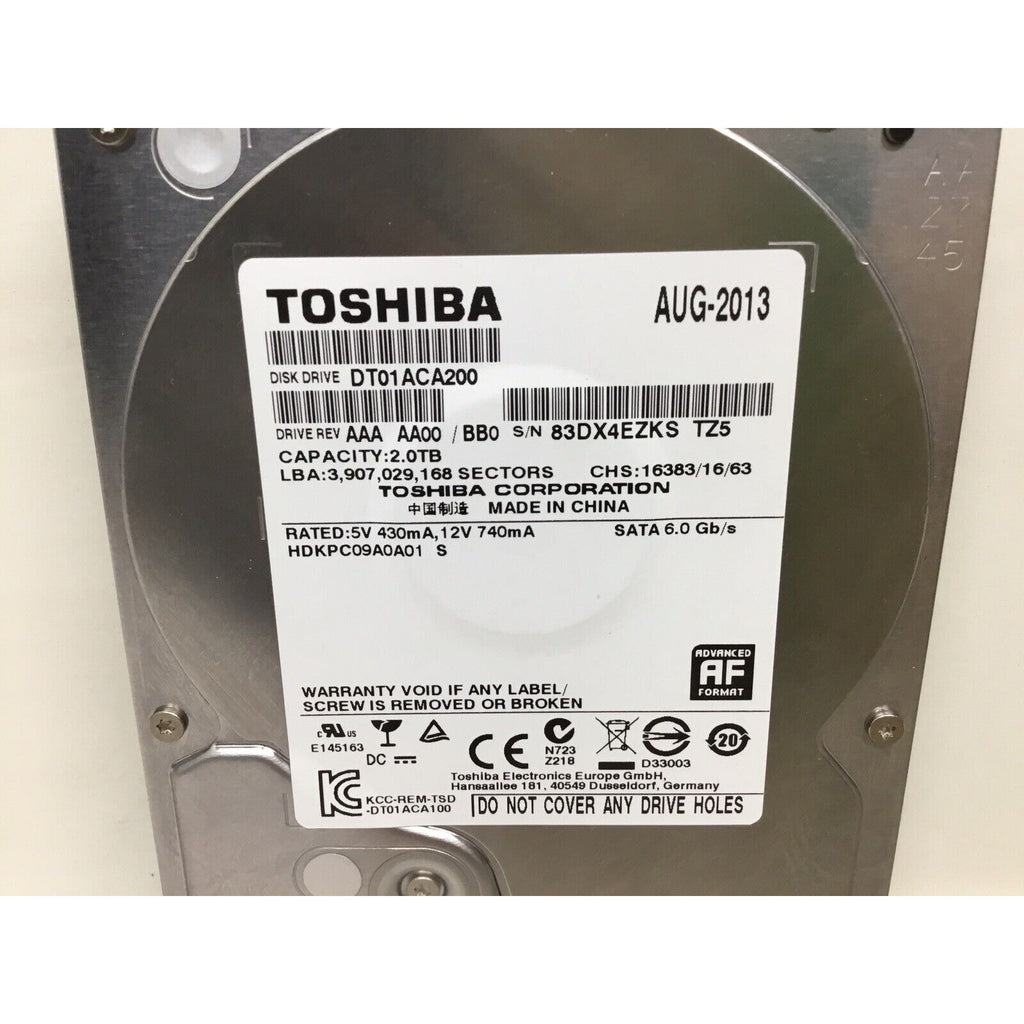 AA
27
45
TOSHIBA AUG-2013
DISK DRIVE DT01ACA200
DRIVE REV AAA AA00 / BB0 S/N 83DX4EZKS TZ5
CAPACITY:2.0TB
LBA:3,907,029,168 SECTORS CHS:16383/16/63
TOSHIBA CORPORATION
中国制造 MADE IN CHINA
RATED:5V 430mA,12V 740mA SATA 6.0 Gb/s
HDKPC09A0A01 S
ADVANCED
AF
FORMAT
WARRANTY VOID IF ANY LABEL/
SCREW IS REMOVED OR BROKEN
c RU US
E145163
DC
CE
N723
Z218
D33003
20
Toshiba Electronics Europe GmbH,
Hansaallee 181, 40549 Dusseldorf, Germany
KC
KCC-REM-TSD
-DT01ACA100
DO NOT COVER ANY DRIVE HOLES